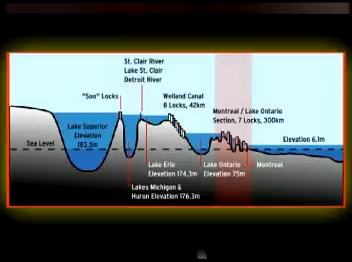 St. Clair River
Lake St. Clair
Detroit River
"Soo" Locks
Welland Canal
8 Locks, 42km
Montreal / Lake Ontario
Section, 7 Locks, 300km
Lake Superior
Elevation
183.5m
Sea Level
Elevation 6.1m
Lake Erie
Elevation 174.3m
Lake Ontario
Elevation 75m
Montreal
Lakes Michigan &
Huron Elevation 176.3m